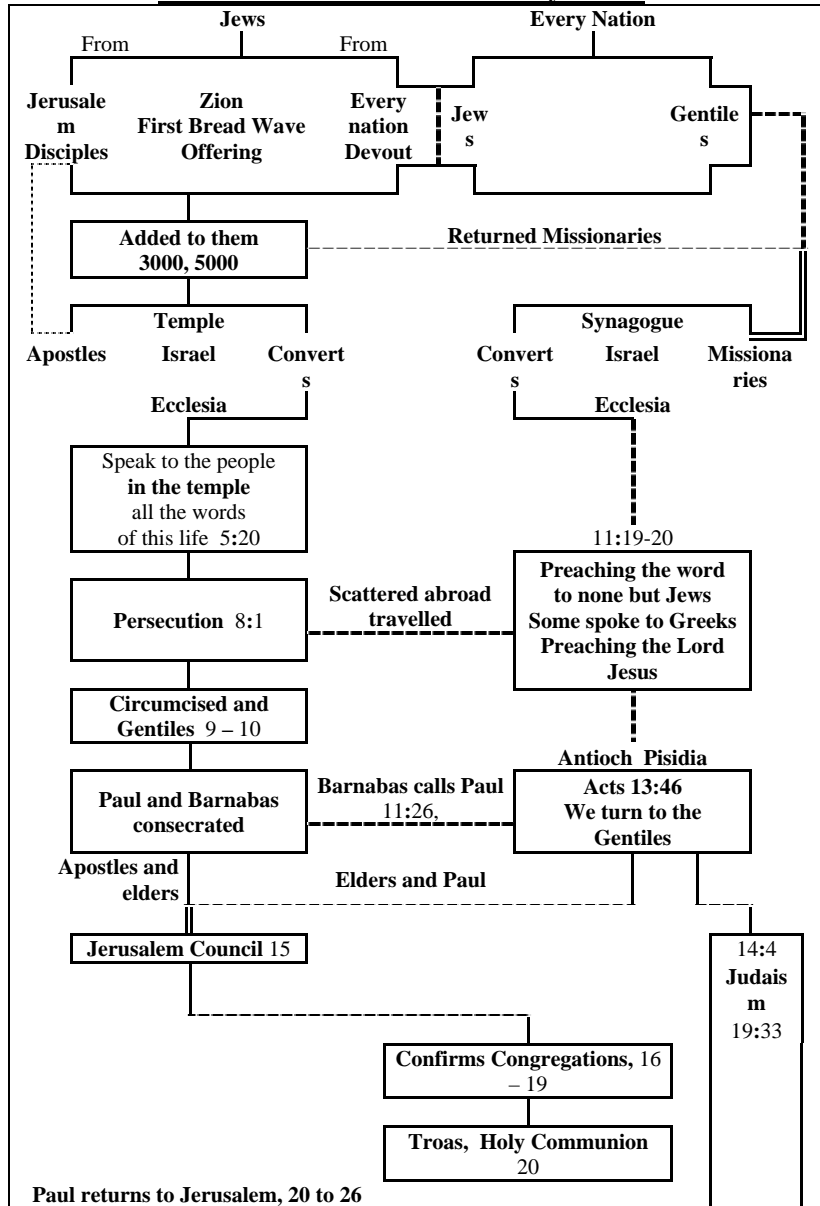 Jews Every Nation
From From
Jerusale Zion Every Jew Gentile
m First Bread Wave nation s s
Disciples Offering Devout
Added to them Returned Missionaries
3000, 5000
Temple Synagogue
Apostles Israel Convert Convert Israel Missiona
s s ries
Ecclesia Ecclesia
Speak to the people
in the temple
all the words
of this life 5:20
11:19-20
Preaching the word
to none but Jews
Some spoke to Greeks
Preaching the Lord
Jesus
Persecution 8:1
Scattered abroad
travelled
Circumcised and
Gentiles 9 – 10
Antioch Pisidia
Paul and Barnabas
consecrated
Barnabas calls Paul
11:26,
Acts 13:46
We turn to the
Gentiles
Apostles and
elders
Elders and Paul
Jerusalem Council 15
14:4
Judais
m
19:33
Confirms Congregations, 16
– 19
Troas, Holy Communion
20
Paul returns to Jerusalem, 20 to 26